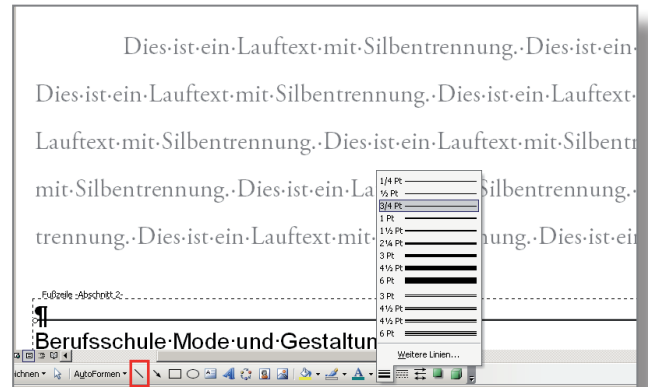 Dies·ist·ein·Lauftext·mit·Silbentrennung.·Dies·ist·ein·
Dies·ist·ein·Lauftext·mit·Silbentrennung.·Dies·ist·ein·Lauftext·
Lauftext·mit·Silbentrennung.·Dies·ist·ein·Lauftext·mit·Silbentr
mit·Silbentrennung.·Dies·ist·ein·La Silbentrennung.·
trennung.·Dies·ist·ein·Lauftext·mit· nung.·Dies·ist·ei
1/4 Pt
½ Pt
3/4 Pt
1 Pt
1½ Pt
2¼ Pt
3 Pt
4½ Pt
6 Pt
3 Pt
4½ Pt
4½ Pt
6 Pt
Weitere Linien...
Fußzeile -Abschnitt 2-
¶
Berufsschule·Mode·und·Gestaltun
ichnen AutoFormen